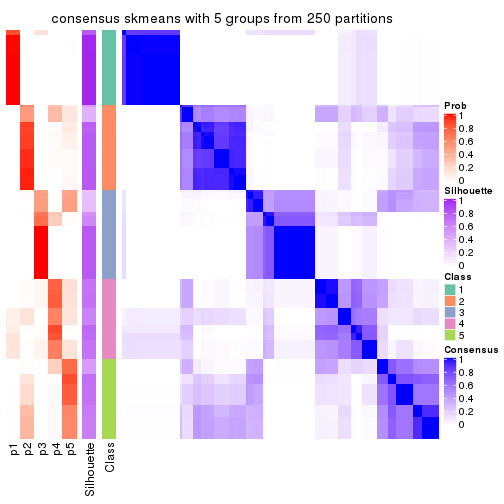 consensus skmeans with 5 groups from 250 partitions
Prob
1
0.8
0.6
0.4
0.2
0
Silhouette
1
0.8
0.6
0.4
0.2
0
Class
1
2
3
4
5
Consensus
1
0.8
0.6
0.4
0.2
0
p1
p2
p3
p4
p5
Silhouette
Class